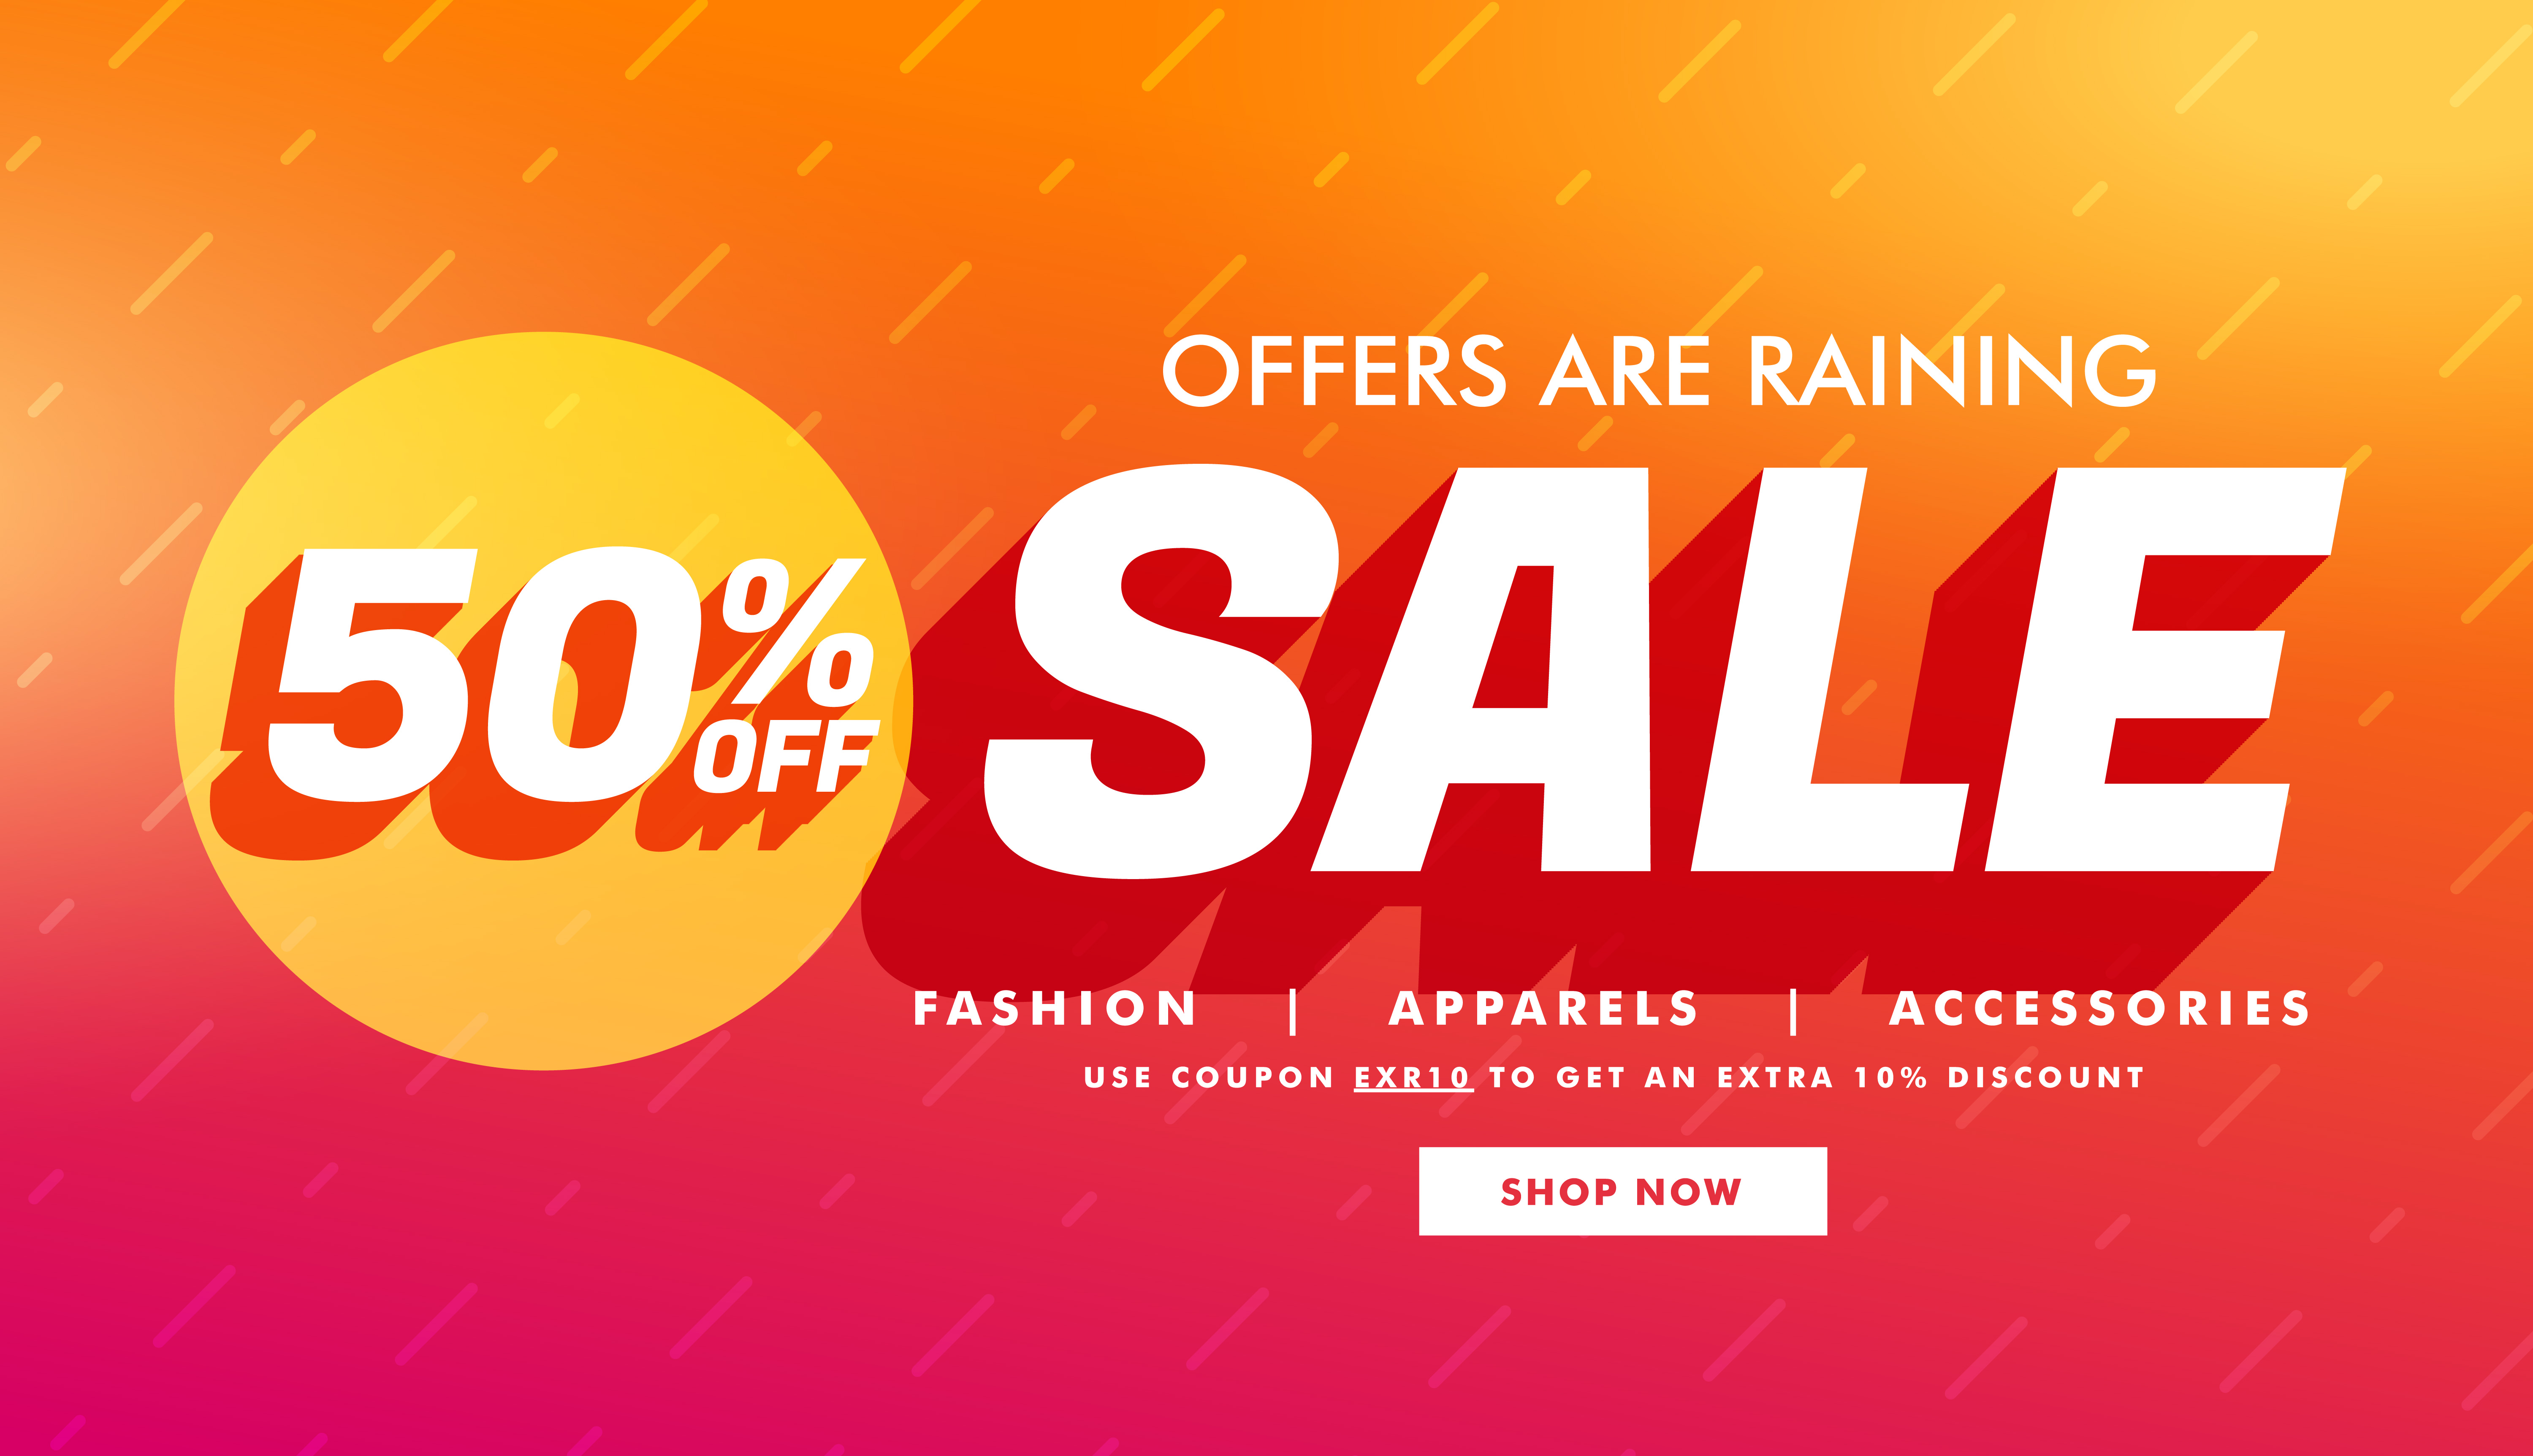 50%
OFF
OFFERS ARE RAINING
SALE
FASHION | APPARELS | ACCESSORIES
USE COUPON EXR10 TO GET AN EXTRA 10% DISCOUNT
SHOP NOW